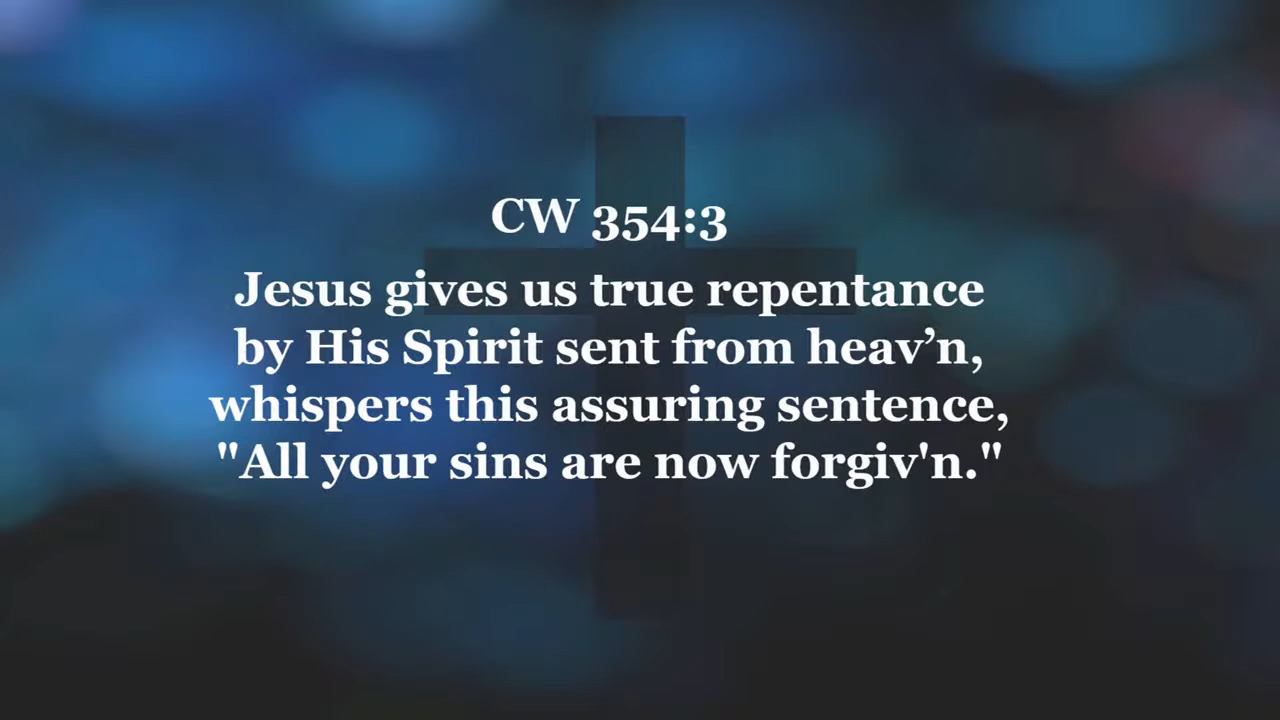 CW 354:3
Jesus gives us true repentance
by His Spirit sent from heav’n,
whispers this assuring sentence,
"All your sins are now forgiv'n."